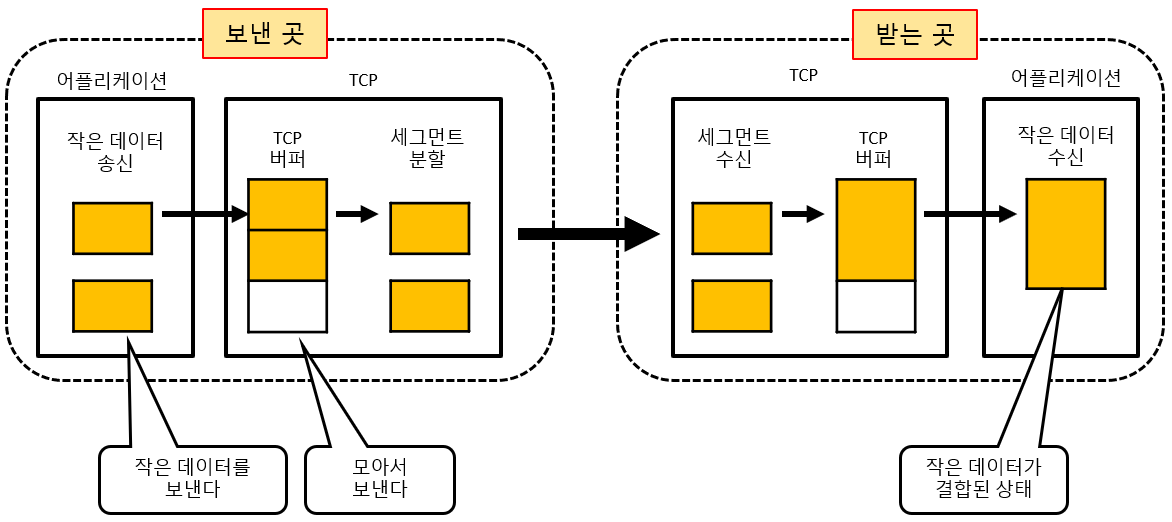 보낸 곳
어플리케이션
TCP
작은 데이터
송신
TCP
버퍼
세그먼트
분할
작은 데이터를
보낸다
모아서
보낸다
받는 곳
TCP
어플리케이션
세그먼트
수신
TCP
버퍼
작은 데이터
수신
작은 데이터가
결합된 상태